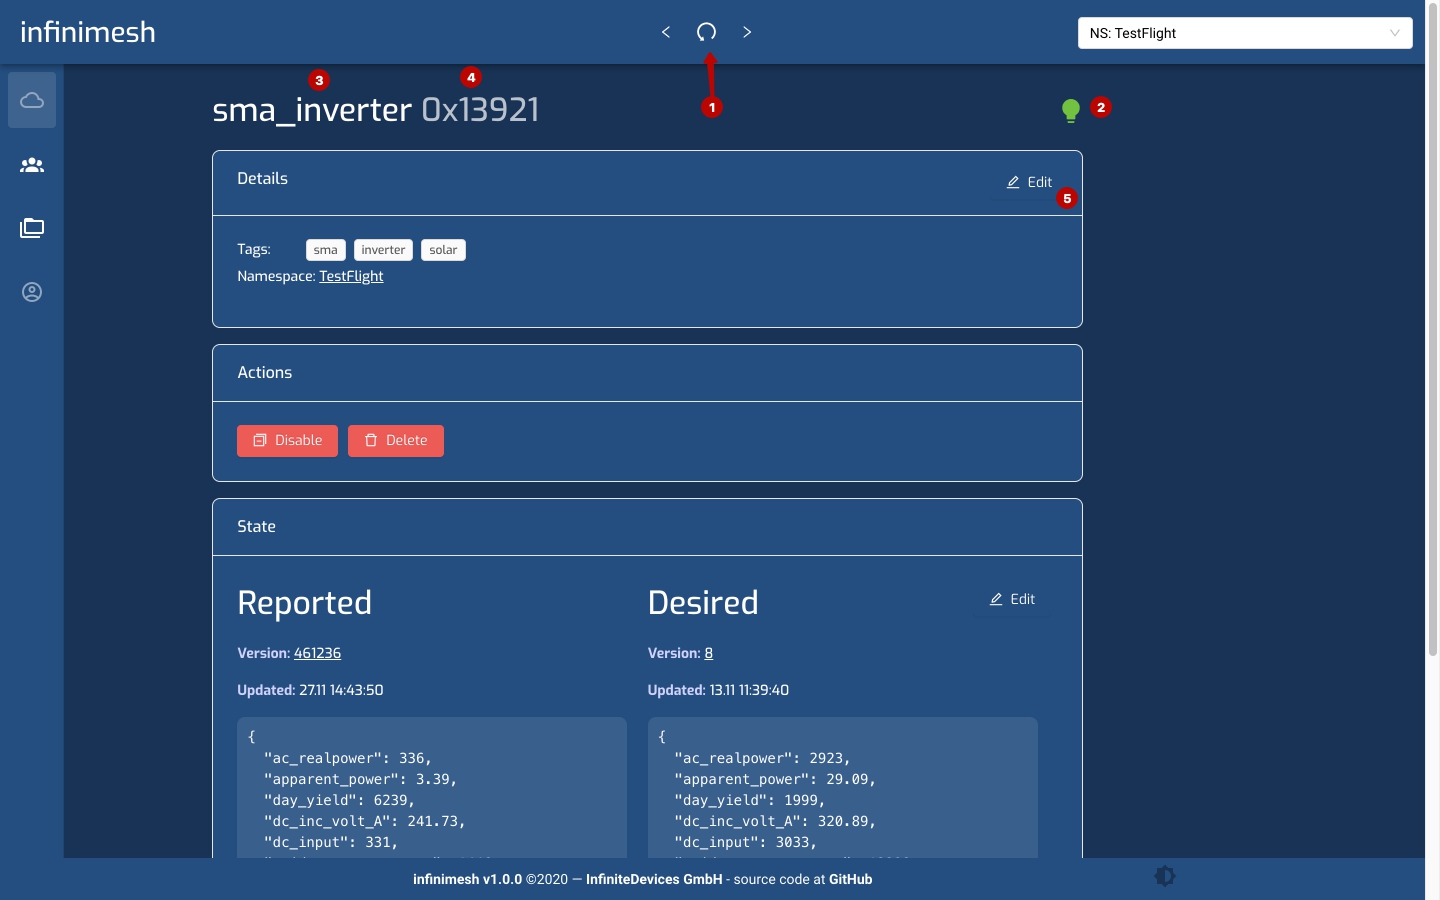 infinimesh
NS: TestFlight
3
4
1
sma_inverter 0x13921
2
Details
Edit
5
Tags: sma inverter solar
Namespace: TestFlight
Actions
Disable Delete
State
Reported
Version: 461236
Updated: 27.11 14:43:50
{
"ac_realpower": 336,
"apparent_power": 3.39,
"day_yield": 6239,
"dc_inc_volt_A": 241.73,
"dc_input": 331,
Desired
Edit
Version: 8
Updated: 13.11 11:39:40
{
"ac_realpower": 2923,
"apparent_power": 29.09,
"day_yield": 1999,
"dc_inc_volt_A": 320.89,
"dc_input": 3033,
infinimesh v1.0.0 ©2020 — InfiniteDevices GmbH - source code at GitHub